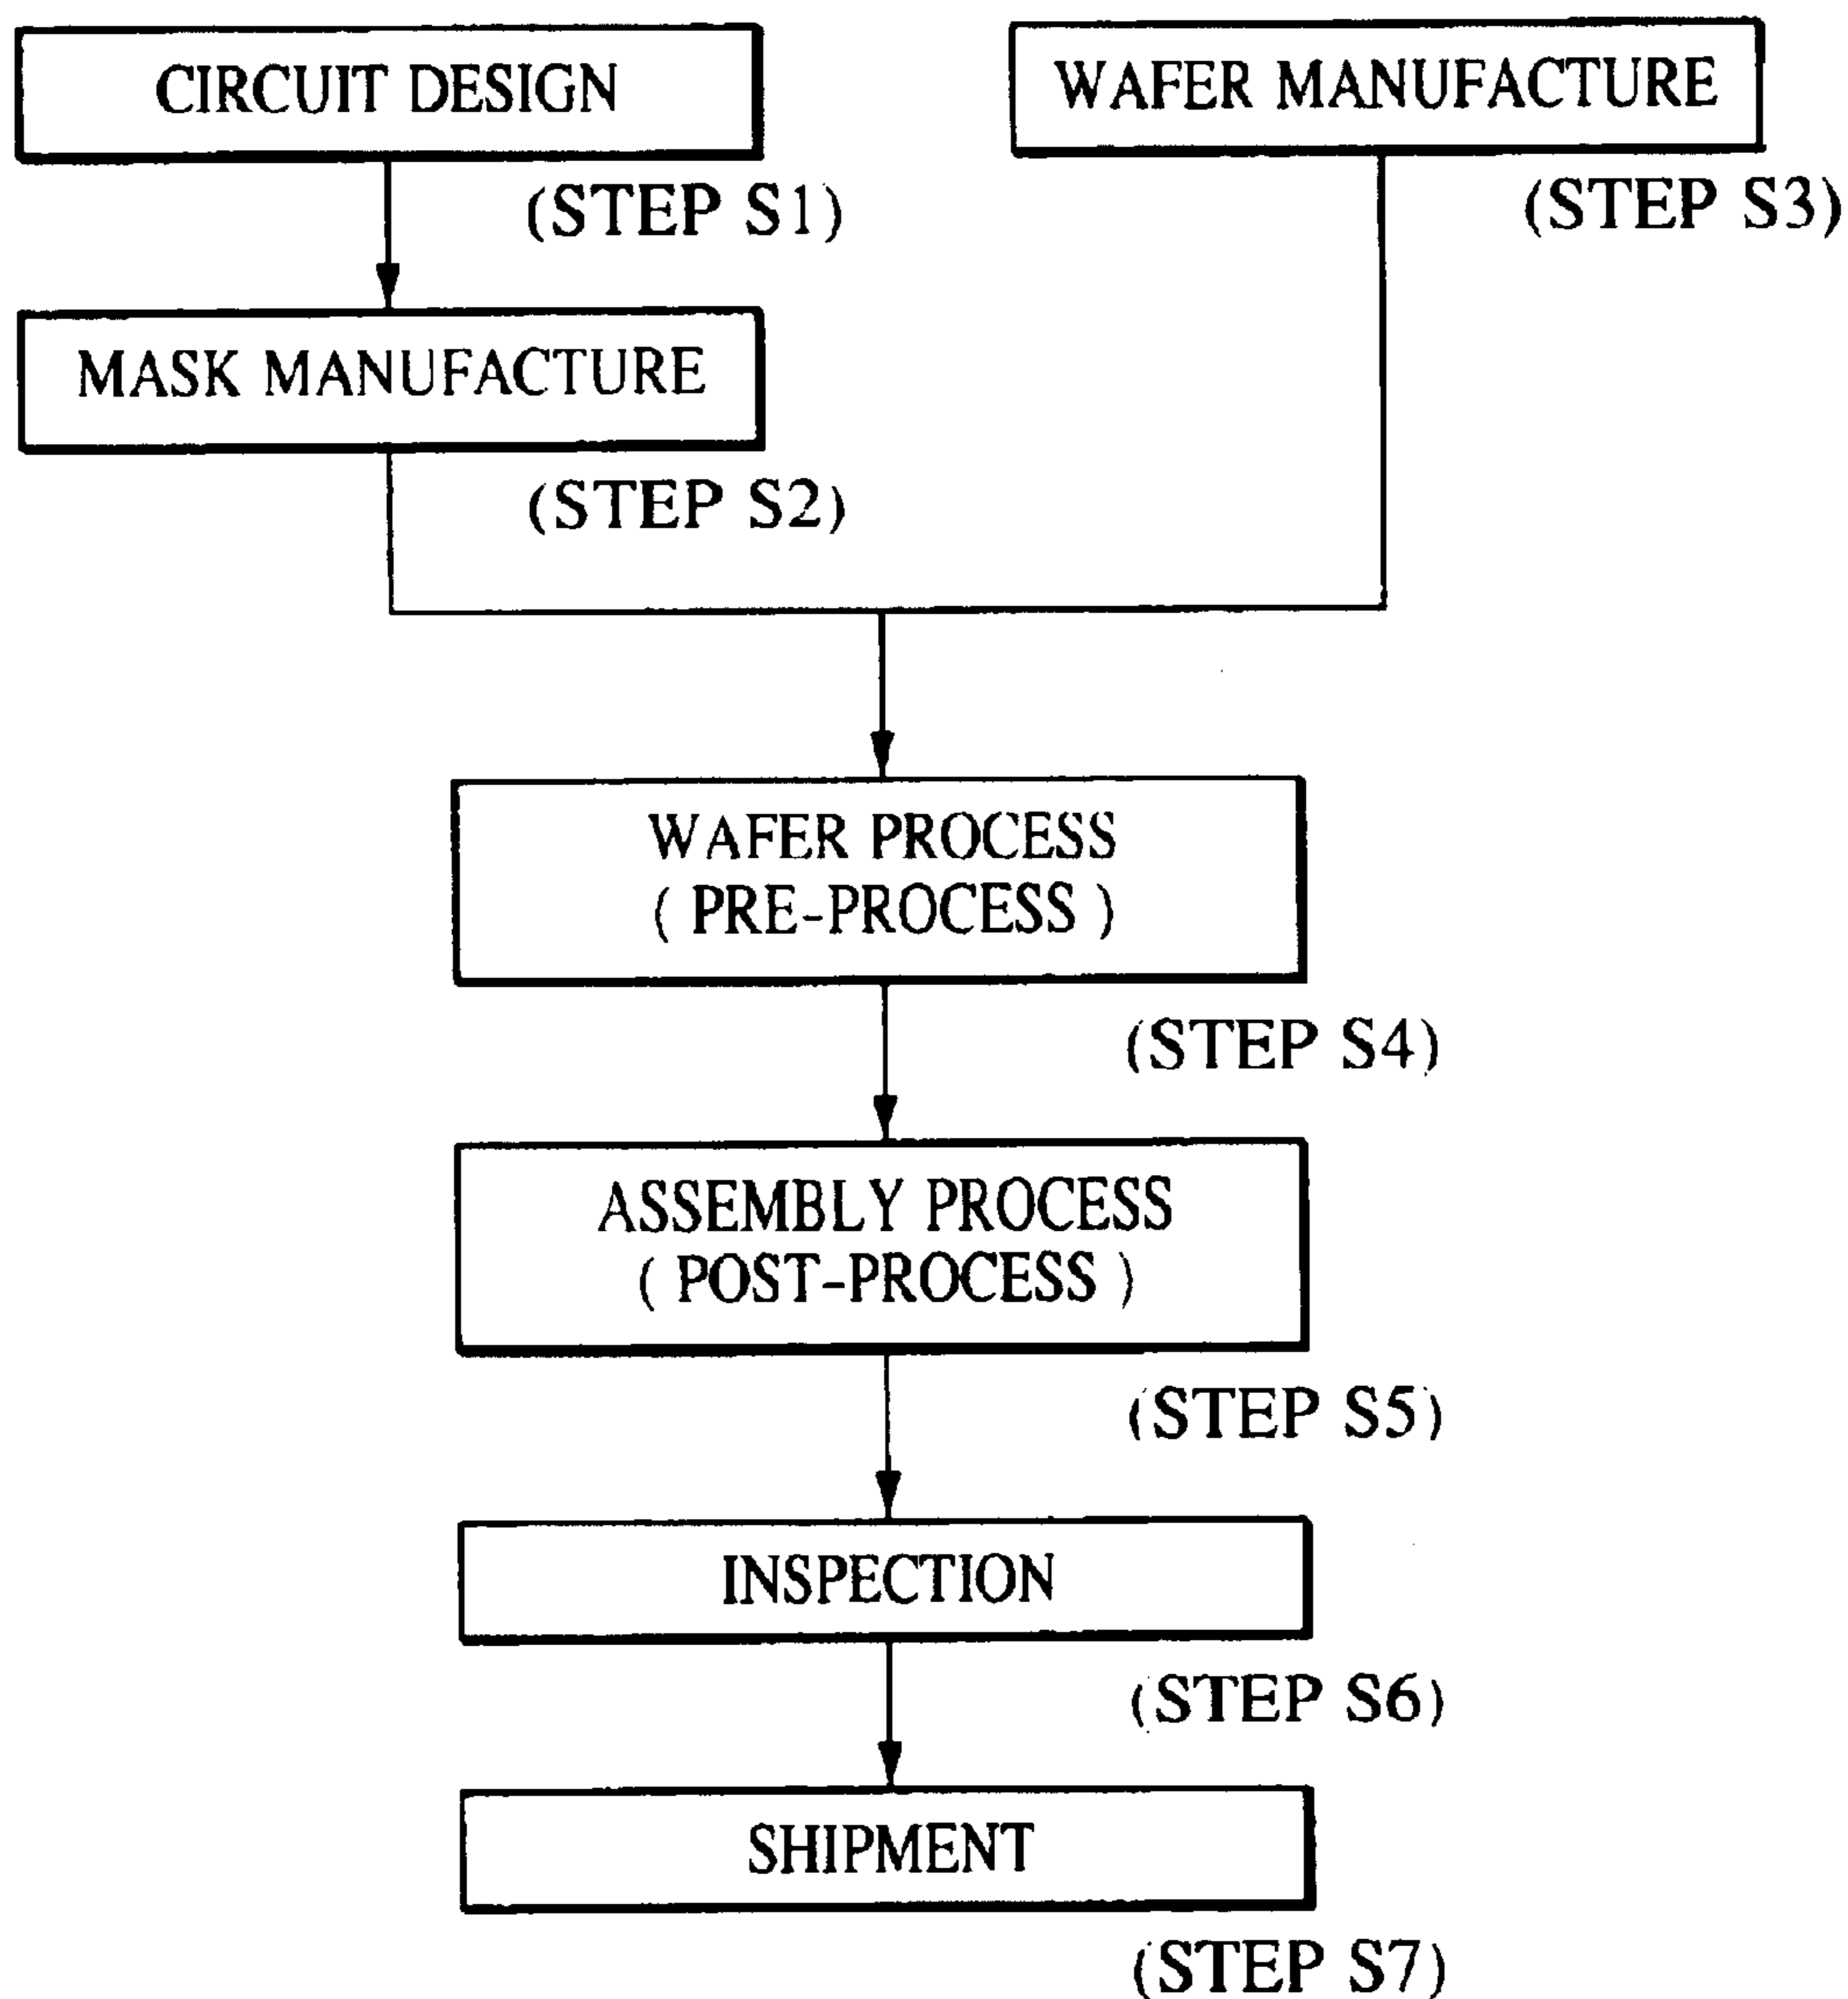 CIRCUIT DESIGN
(STEP S1)
MASK MANUFACTURE
(STEP S2)
WAFER MANUFACTURE
(STEP S3)
WAFER PROCESS
( PRE-PROCESS )
(STEP S4)
ASSEMBLY PROCESS
( POST-PROCESS )
(STEP S5)
INSPECTION
(STEP S6)
SHIPMENT
(STEP S7)